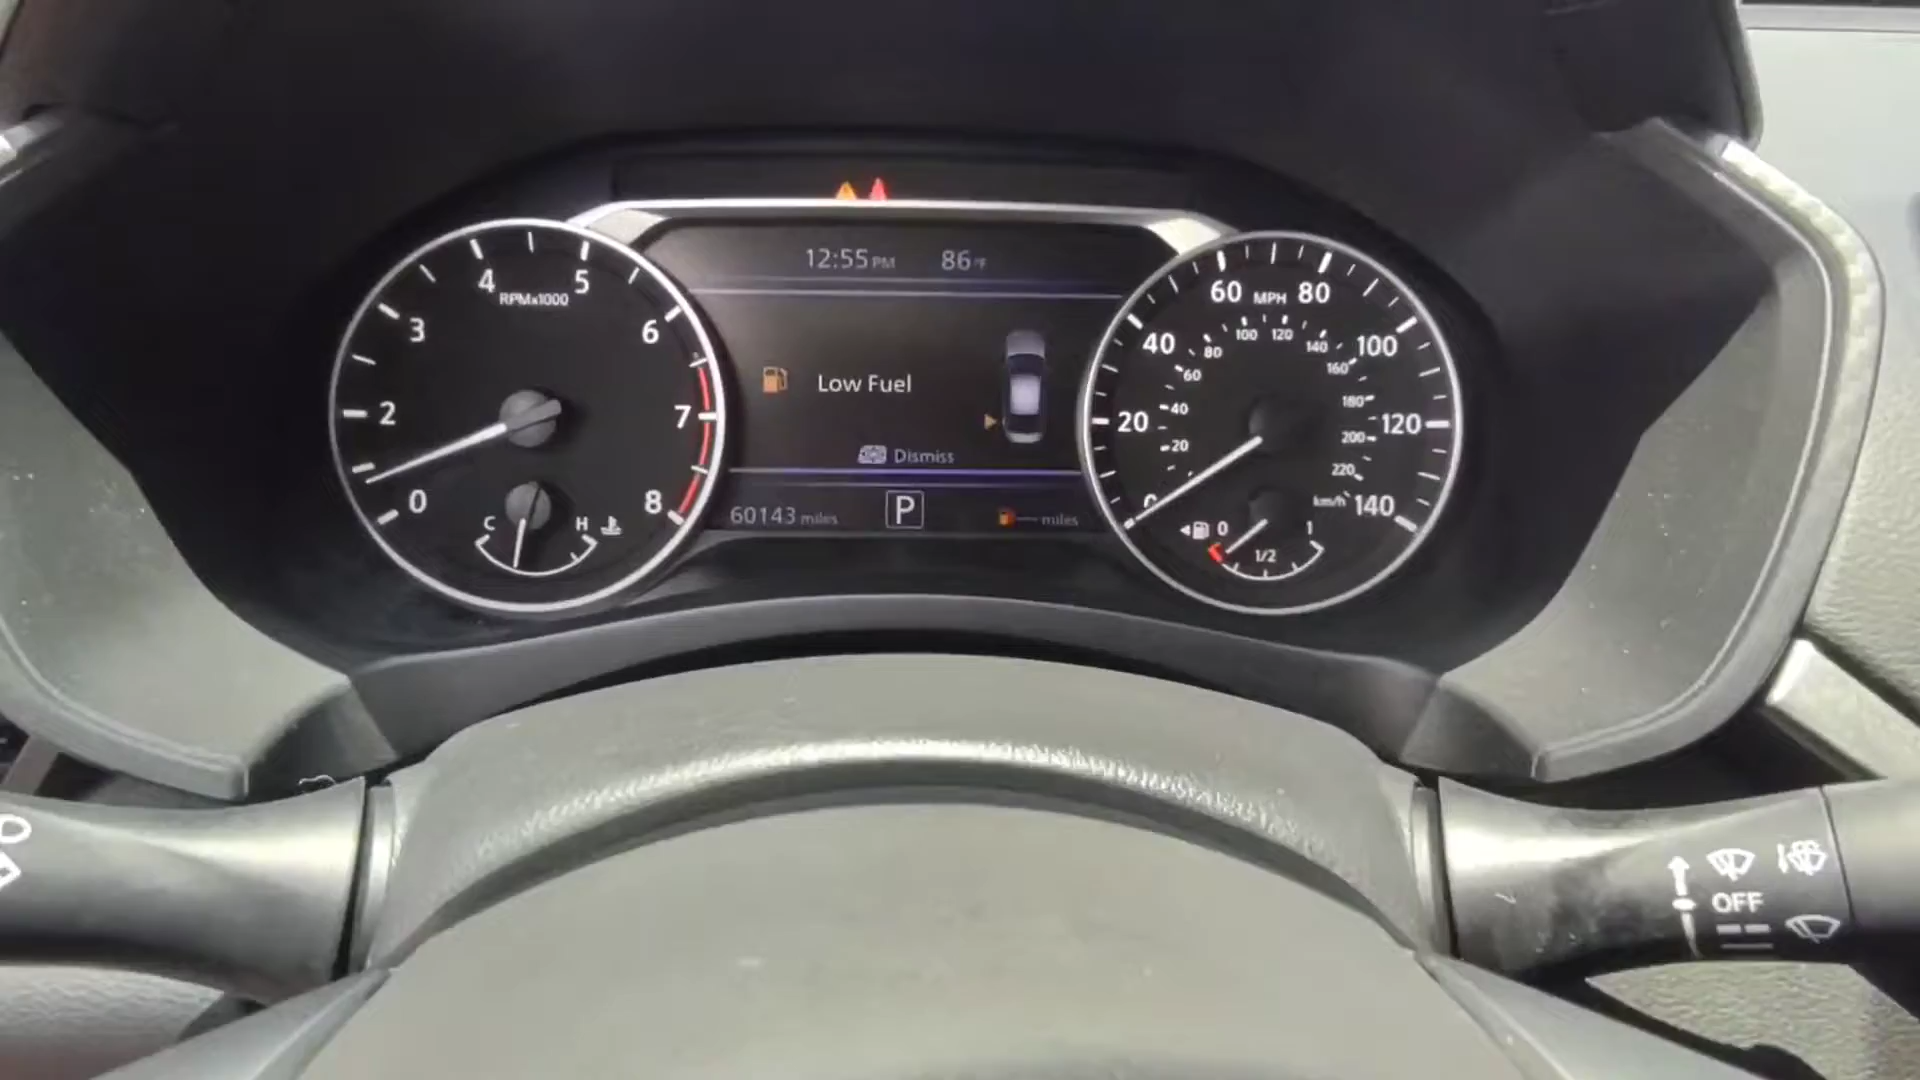 12:55 PM 86°F
Low Fuel
Dismiss
60143 miles P --- miles
0 2 3 4 5 6 7 8
RPMx1000
C H
0 20 40 60 80 100 120 140
MPH
20 40 60 80 100 120 140 160 180 200 220
km/h
0 1/2 1
OFF